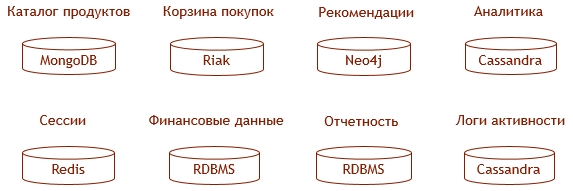 Каталог продуктов
Корзина покупок
Рекомендации
Аналитика
MongoDB
Riak
Neo4j
Cassandra
Сессии
Финансовые данные
Отчетность
Логи активности
Redis
RDBMS
RDBMS
Cassandra